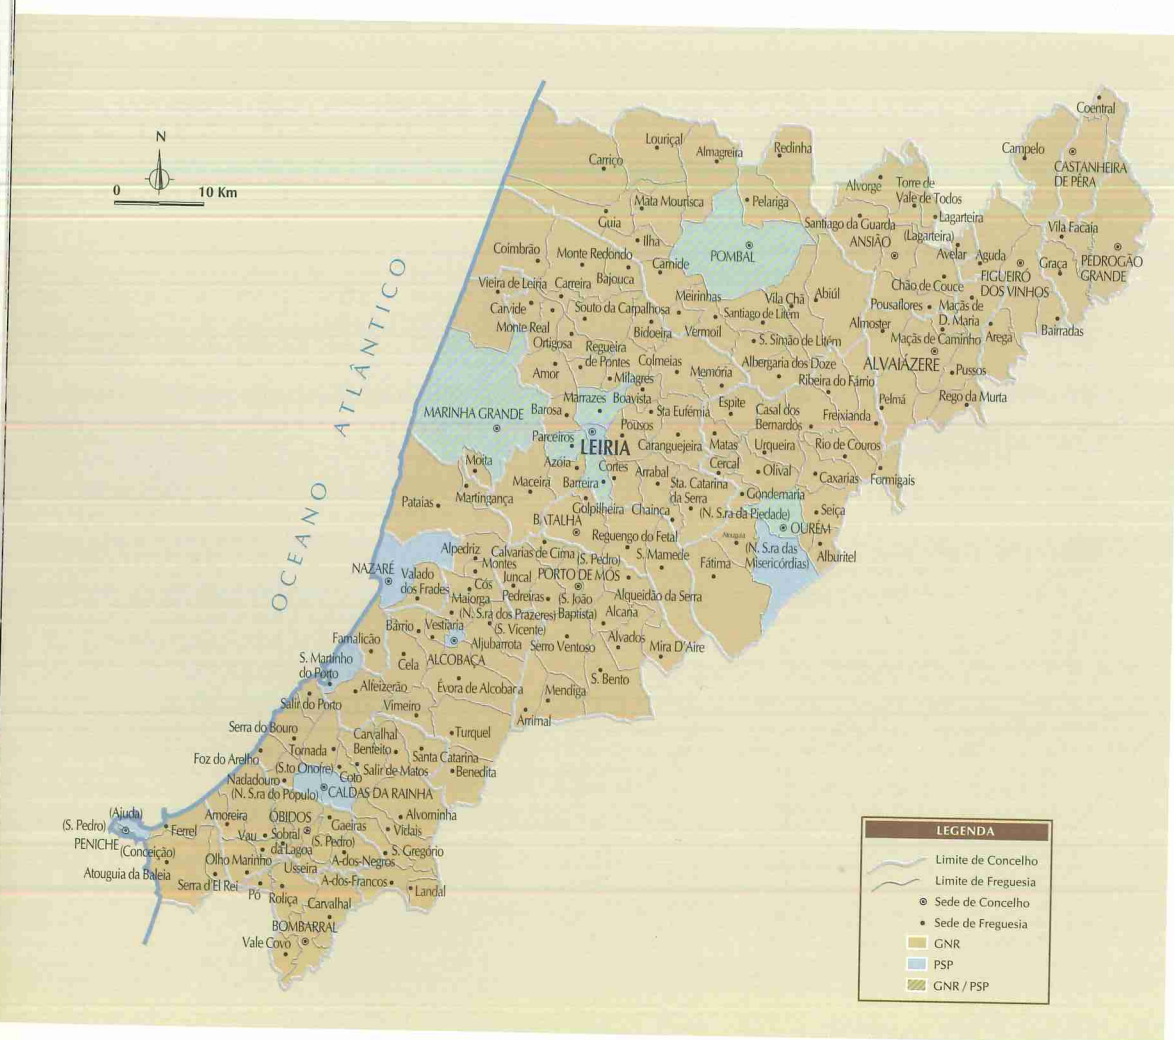 N
0 10 Km
OCEANO ATLÂNTICO
Coentral
Louriçal
Carriço
Almagreira
Redinha
Campelo
CASTANHEIRA
DE PÊRA
Alvorge
Torre de
Vale de Todos
Mata Mourisca
Pelariga
Guia
Santiago da Guarda
Lagarteira
(Lagarteira)
Vila Facaia
Ilha
ANSIÃO
Coimbrão
Monte Redondo
POMBAL
Avelar
Aguda
Graça
PEDROGÃO
GRANDE
Bajouca
Carnide
FIGUEIRÓ
DOS VINHOS
Vieira de Leiria
Carreira
Chão de Couce
Meirinhas
Vila Chã
Abiúl
Carvide
Souto da Carpalhosa
Santiago de Litém
Pousaflores
Maçãs de
D. Maria
Monte Real
Bidoeira
Vermoil
Almoster
Bairradas
Ortigosa
Regueira
de Pontes
S. Simão de Litém
Maçãs de Caminho
Arega
Colmeias
Albergaria dos Doze
ALVAIÁZERE
Amor
Milagres
Memória
Pussos
Ribeira do Fárrio
Marrazes
Boavista
Espite
Pelmá
Rego da Murta
MARINHA GRANDE
Barosa
Sta Eufémia
Casal dos
Bernardos
Freixianda
Pousos
Parceiros
LEIRIA
Caranguejeira
Matas
Urqueira
Rio de Couros
Moita
Azóia
Cortes
Arrabal
Cercal
Olival
Caxarias
Formigais
Maceira
Barreira
Sta. Catarina
da Serra
Gondemaria
Pataias
Martingança
Golpilheira
Chainça
(N. S.ra da Piedade)
Seiça
BATALHA
OURÉM
Reguengo do Fetal
Alpedriz
Calvarias de Cima
(S. Pedro)
S. Mamede
(N. S.ra das
Misericórdias)
Alburitel
NAZARÉ
Montes
Fátima
Valado
dos Frades
Cós
Juncal
PORTO DE MÓS
Maiorga
Pedreiras
(S. João
Baptista)
Alqueidão da Serra
(N. S.ra dos Prazeres)
Alcaria
Bárrio
Vestiaria
(S. Vicente)
Famalicão
Aljubarrota
Serro Ventoso
Alvados
Mira D'Aire
S. Martinho
do Porto
Cela
ALCOBAÇA
Alfeizerão
Évora de Alcobaça
S. Bento
Mendiga
Salir do Porto
Vimeiro
Arrimal
Serra do Bouro
Carvalhal
Benfeito
Turquel
Foz do Arelho
Tornada
Santa Catarina
(S.to Onofre)
Coto
Salir de Matos
Benedita
Nadadouro
(N. S.ra do Populo)
CALDAS DA RAINHA
(Ajuda)
(S. Pedro)
PENICHE
(Conceição)
Ferrel
Amoreira
ÓBIDOS
Alvorninha
Gaeiras
Vidais
Vau
Sobral
da Lagoa
(S. Pedro)
S. Gregório
Olho Marinho
A-dos-Negros
Atouguia da Baleia
Usseira
Serra d'El Rei
A-dos-Francos
Pó
Roliça
Landal
Carvalhal
BOMBARRAL
Vale Covo
LEGENDA
Limite de Concelho
Limite de Freguesia
Sede de Concelho
Sede de Freguesia
GNR
PSP
GNR / PSP